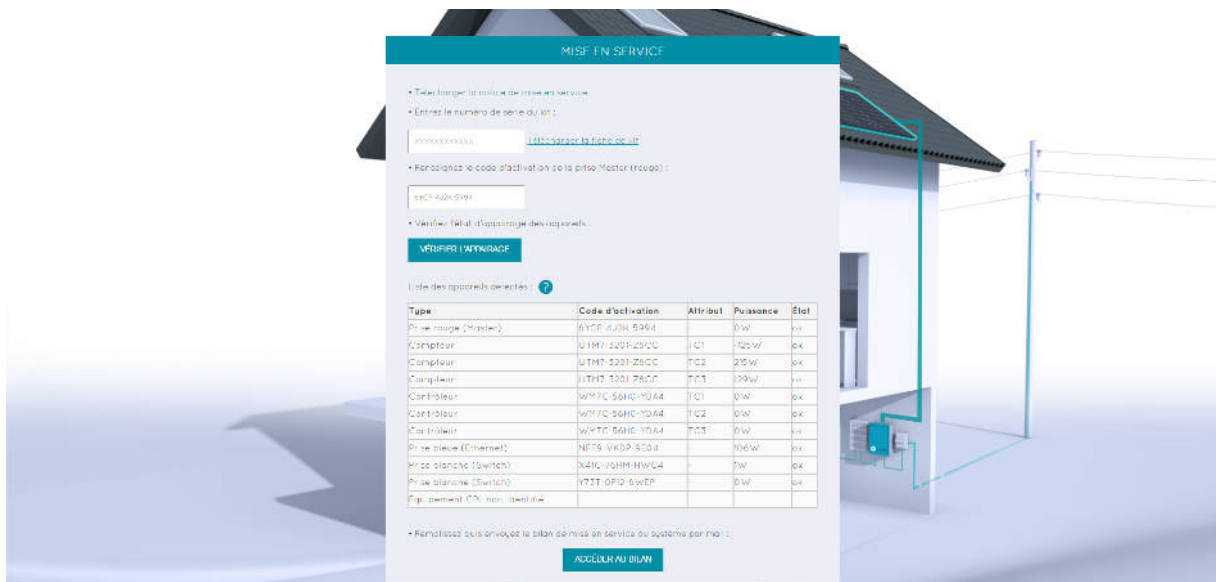 MISE EN SERVICE
• Télécharger la notice de mise en service
• Entrez le numéro de série du kit :
Télécharger la fiche de kit
• Renseignez le code d'activation de la prise Master (rouge) :
• Vérifiez l'état d'appairage des appareils
VÉRIFIER L'APPAIRAGE
Liste des appareils détectés : ?
Type Code d'activation Attribut Puissance État
Prise rouge (Master) 0W ok
Compteur TC1 -125W ok
Compteur TC2 215W ok
Compteur TC3 129W ok
Contrôleur TC1 0W ok
Contrôleur TC2 0W ok
Contrôleur TC3 0W ok
Prise bleue (Ethernet) 106W ok
Prise blanche (Switch) - 1W ok
Prise blanche (Switch) 0W ok
Équipement CPL non identifié
• Remplissez puis envoyez le bilan de mise en service du système par mail :
ACCÉDER AU BILAN